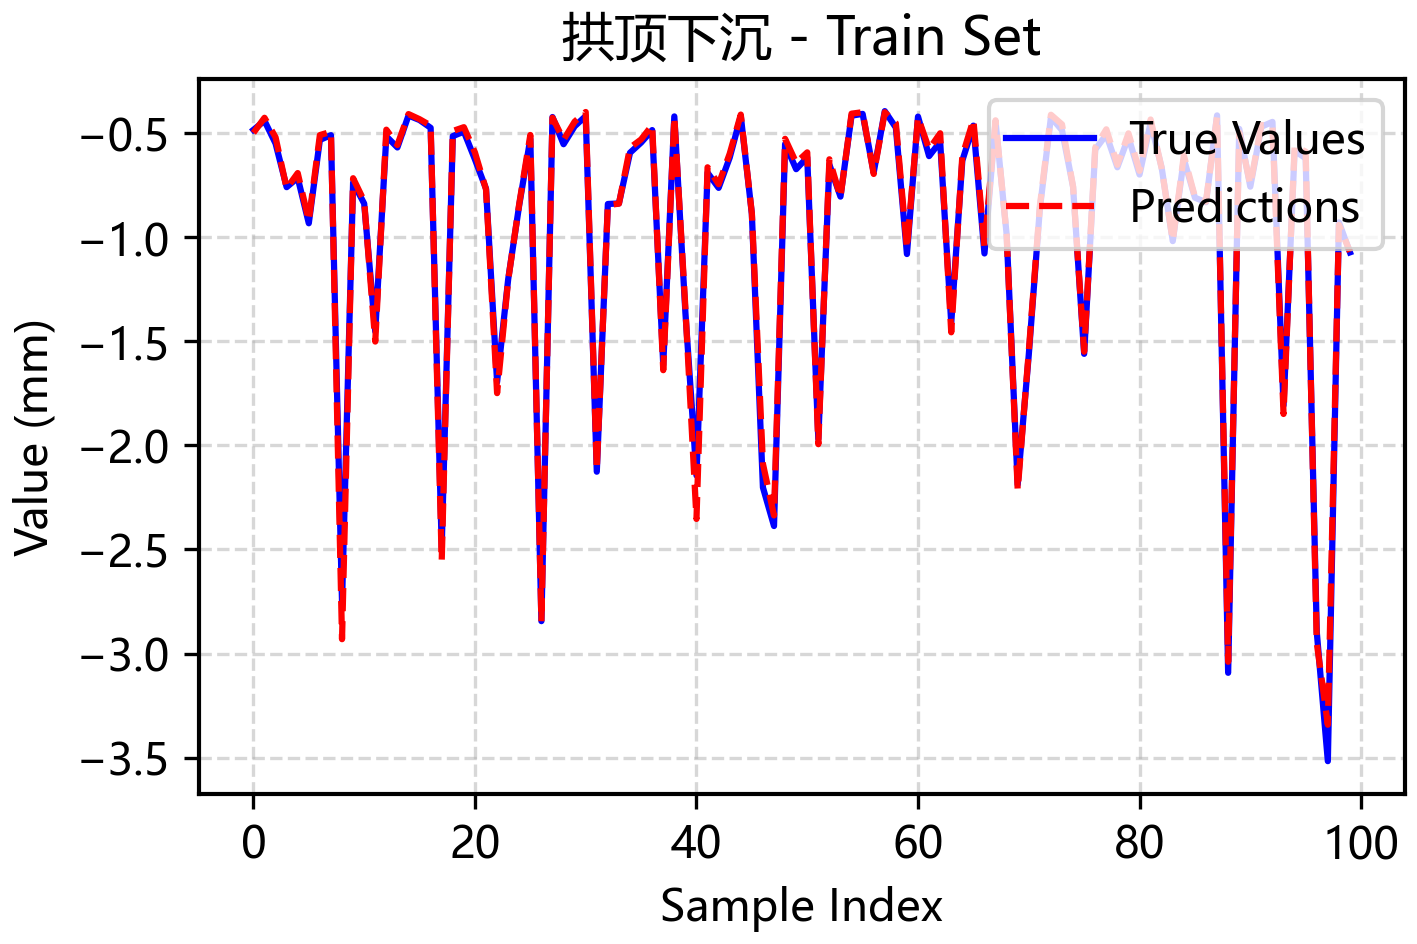 拱顶下沉 - Train Set
True Values
Predictions
Value (mm)
−0.5
−1.0
−1.5
−2.0
−2.5
−3.0
−3.5
0 20 40 60 80 100
Sample Index